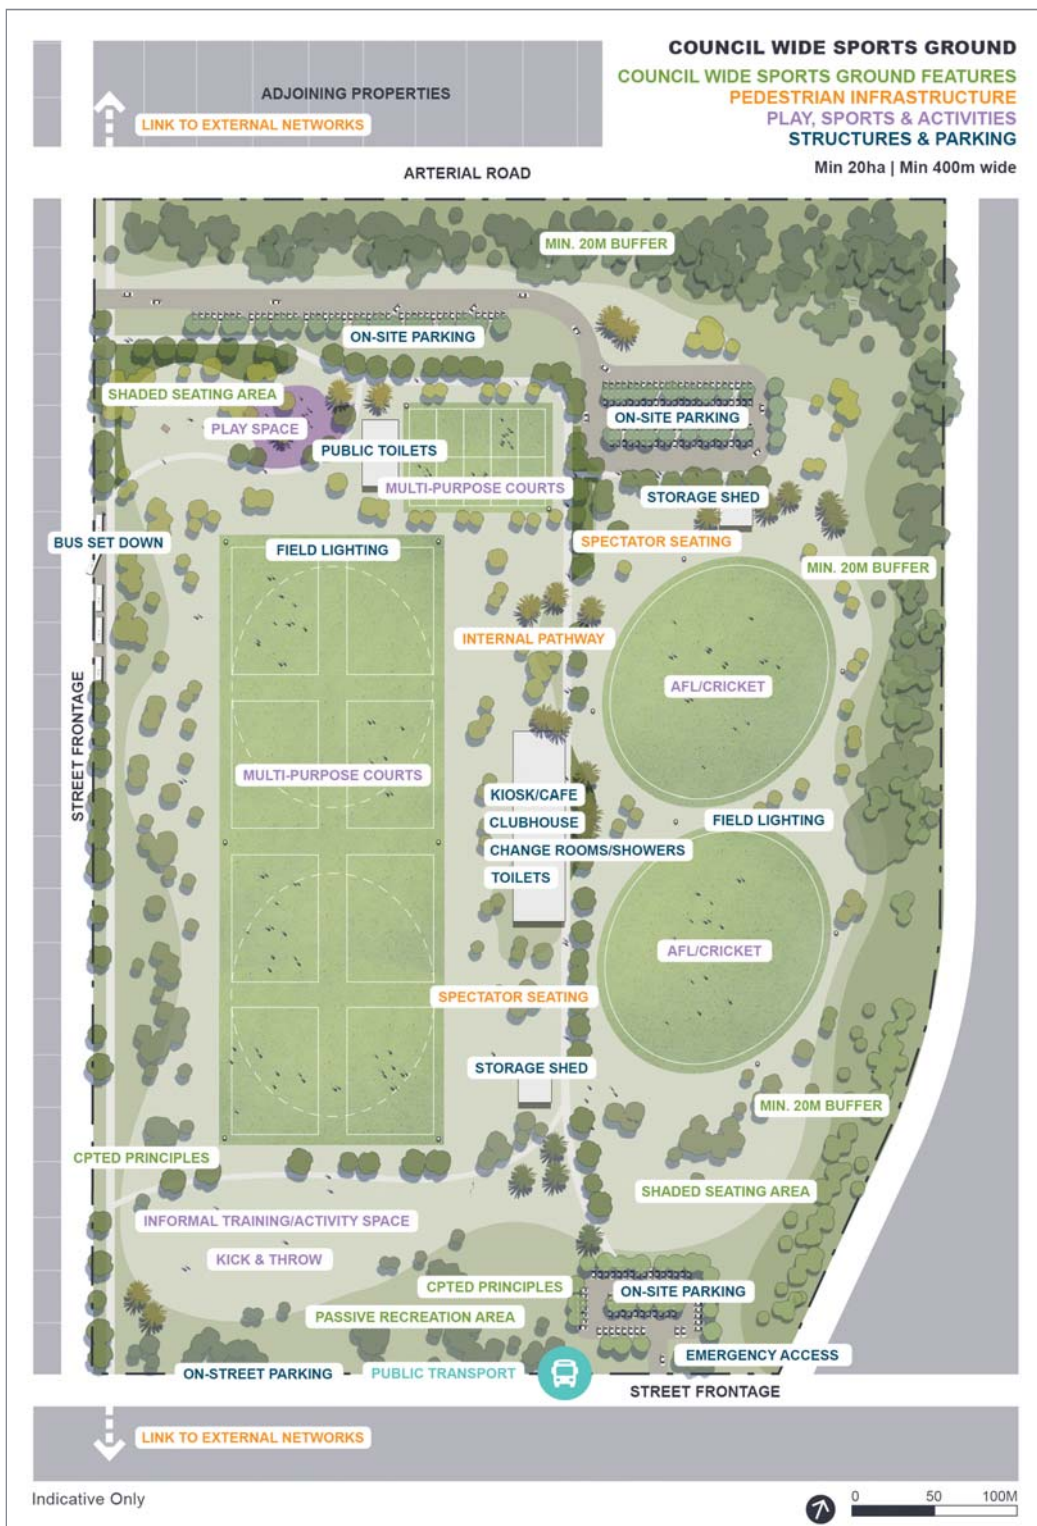 COUNCIL WIDE SPORTS GROUND
COUNCIL WIDE SPORTS GROUND FEATURES
PEDESTRIAN INFRASTRUCTURE
PLAY, SPORTS & ACTIVITIES
STRUCTURES & PARKING
Min 20ha | Min 400m wide
ADJOINING PROPERTIES
LINK TO EXTERNAL NETWORKS
ARTERIAL ROAD
MIN. 20M BUFFER
ON-SITE PARKING
SHADED SEATING AREA
PLAY SPACE
ON-SITE PARKING
PUBLIC TOILETS
MULTI-PURPOSE COURTS
STORAGE SHED
BUS SET DOWN
FIELD LIGHTING
SPECTATOR SEATING
MIN. 20M BUFFER
INTERNAL PATHWAY
AFL/CRICKET
STREET FRONTAGE
MULTI-PURPOSE COURTS
KIOSK/CAFE
CLUBHOUSE
FIELD LIGHTING
CHANGE ROOMS/SHOWERS
TOILETS
AFL/CRICKET
SPECTATOR SEATING
STORAGE SHED
MIN. 20M BUFFER
CPTED PRINCIPLES
SHADED SEATING AREA
INFORMAL TRAINING/ACTIVITY SPACE
KICK & THROW
CPTED PRINCIPLES
ON-SITE PARKING
PASSIVE RECREATION AREA
EMERGENCY ACCESS
ON-STREET PARKING
PUBLIC TRANSPORT
STREET FRONTAGE
LINK TO EXTERNAL NETWORKS
Indicative Only
0 50 100M